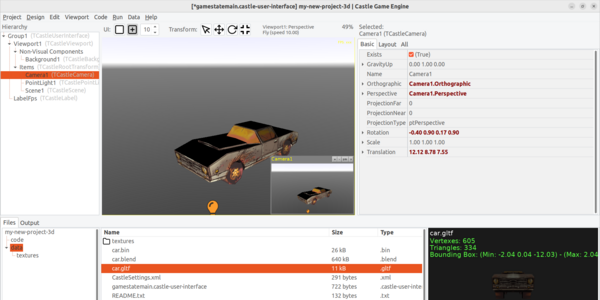 [*gamestatemain.castle-user-interface] my-new-project-3d | Castle Game Engine
Project Design Edit Viewport Code Run Data Help
Hierarchy
Group1 (TCastleUserInterface)
Viewport1 (TCastleViewport)
Non-Visual Components
Background1 (TCastleBackg
Items (TCastleRootTransform
Camera1 (TCastleCamera)
PointLight1 (TCastlePointLi
Scene1 (TCastleScene)
LabelFps (TCastleLabel)
UI: 10 Transform: Viewport1: Perspective 49%
Fly (speed 10.00)
Camera1
Selected:
Camera1 (TCastleCamera)
Basic Layout All
Exists (True)
GravityUp 0.00 1.00 0.00
Name Camera1
Orthographic Camera1.Orthographic
Perspective Camera1.Perspective
ProjectionFar 0
ProjectionNear 0
ProjectionType ptPerspective
Rotation -0.40 0.90 0.17 0.90
Scale 1.00 1.00 1.00
Translation 12.12 8.78 7.55
Files Output
my-new-project-3d
code
data
textures
Name Size Type
textures
car.bin 26 kB .bin
car.blend 640 kB .blend
car.gltf 11 kB .gltf
CastleSettings.xml 291 bytes .xml
gamestatemain.castle-user-interface 722 bytes .castle-user-inter
README.txt 132 bytes .txt
car.gltf
Vertexes: 605
Triangles: 334
Bounding Box: (Min: -2.04 0.04 -12.03) - (Max: 2.04